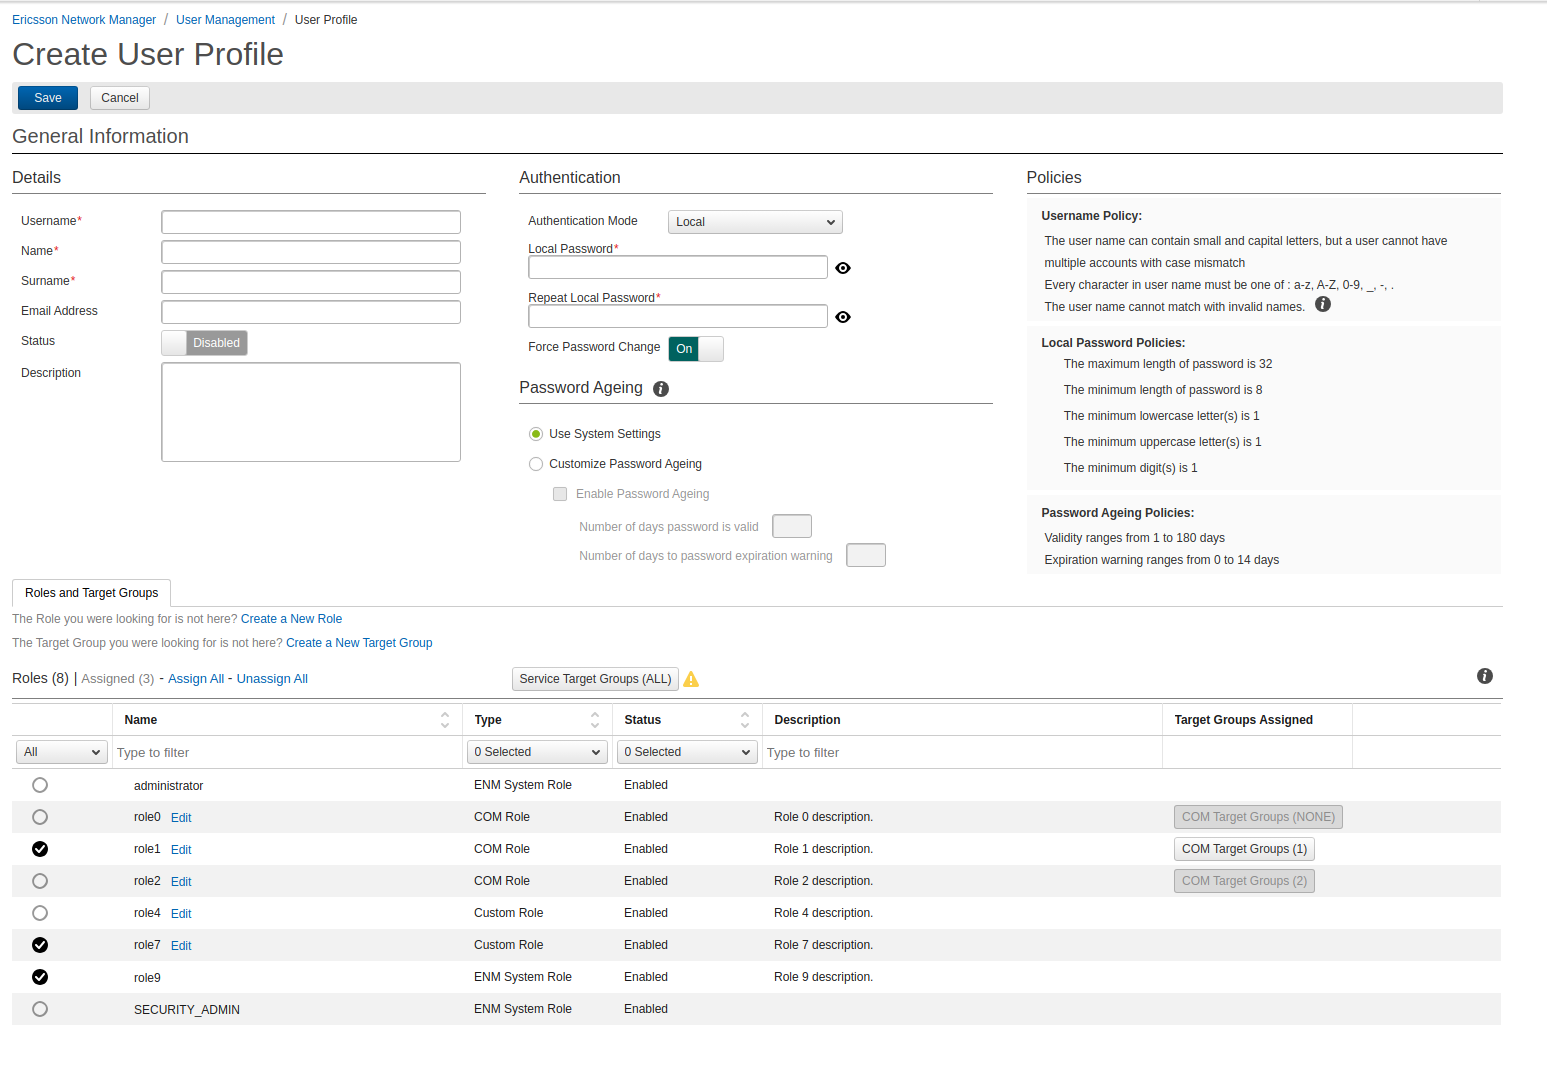 Ericsson Network Manager / User Management / User Profile
Create User Profile
Save Cancel
General Information
Details
Username*
Name*
Surname*
Email Address
Status Disabled
Description
Authentication
Authentication Mode Local
Local Password*
Repeat Local Password*
Force Password Change On
Password Ageing i
Use System Settings
Customize Password Ageing
Enable Password Ageing
Number of days password is valid
Number of days to password expiration warning
Policies
Username Policy:
The user name can contain small and capital letters, but a user cannot have
multiple accounts with case mismatch
Every character in user name must be one of : a-z, A-Z, 0-9, _, -, .
The user name cannot match with invalid names. i
Local Password Policies:
The maximum length of password is 32
The minimum length of password is 8
The minimum lowercase letter(s) is 1
The minimum uppercase letter(s) is 1
The minimum digit(s) is 1
Password Ageing Policies:
Validity ranges from 1 to 180 days
Expiration warning ranges from 0 to 14 days
Roles and Target Groups
The Role you were looking for is not here? Create a New Role
The Target Group you were looking for is not here? Create a New Target Group
Roles (8) | Assigned (3) - Assign All - Unassign All Service Target Groups (ALL) i
Name Type Status Description Target Groups Assigned
All Type to filter 0 Selected 0 Selected Type to filter
administrator ENM System Role Enabled
role0 Edit COM Role Enabled Role 0 description. COM Target Groups (NONE)
role1 Edit COM Role Enabled Role 1 description. COM Target Groups (1)
role2 Edit COM Role Enabled Role 2 description. COM Target Groups (2)
role4 Edit Custom Role Enabled Role 4 description.
role7 Edit Custom Role Enabled Role 7 description.
role9 ENM System Role Enabled Role 9 description.
SECURITY_ADMIN ENM System Role Enabled